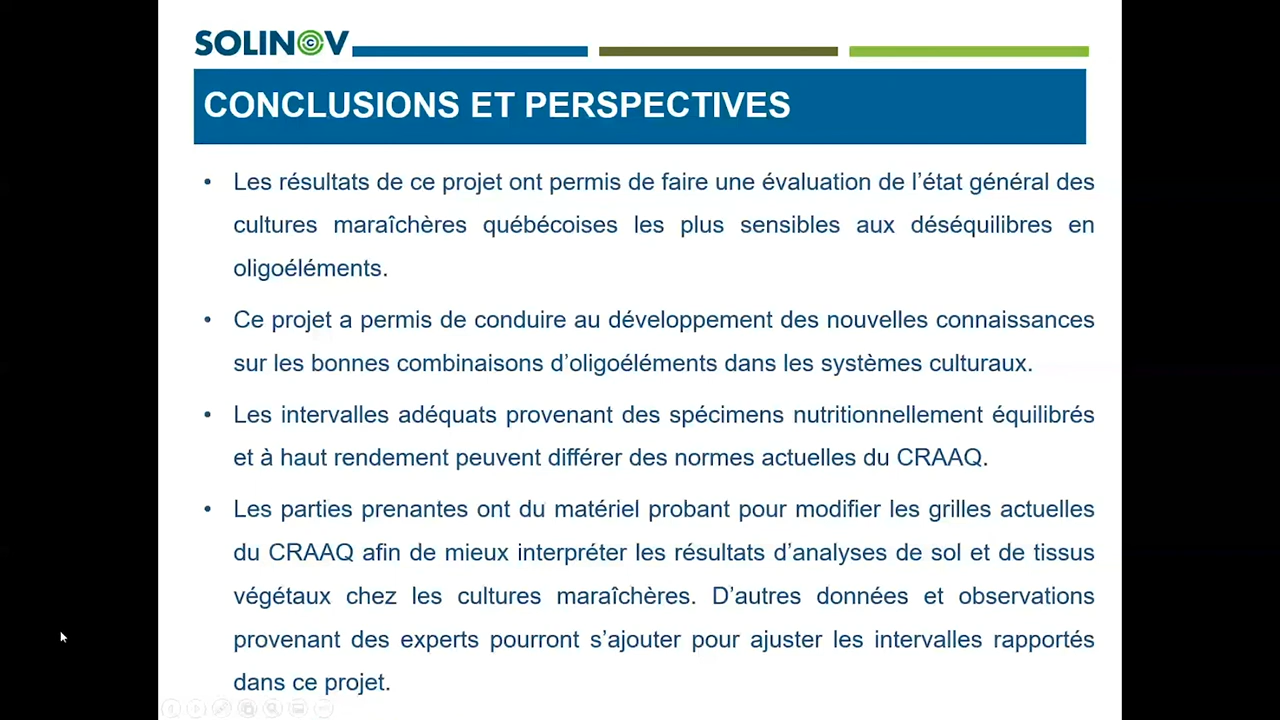 SOLINOV
CONCLUSIONS ET PERSPECTIVES
• Les résultats de ce projet ont permis de faire une évaluation de l’état général des
cultures maraîchères québécoises les plus sensibles aux déséquilibres en
oligoéléments.
• Ce projet a permis de conduire au développement des nouvelles connaissances
sur les bonnes combinaisons d’oligoéléments dans les systèmes culturaux.
• Les intervalles adéquats provenant des spécimens nutritionnellement équilibrés
et à haut rendement peuvent différer des normes actuelles du CRAAQ.
• Les parties prenantes ont du matériel probant pour modifier les grilles actuelles
du CRAAQ afin de mieux interpréter les résultats d’analyses de sol et de tissus
végétaux chez les cultures maraîchères. D’autres données et observations
provenant des experts pourront s’ajouter pour ajuster les intervalles rapportés
dans ce projet.